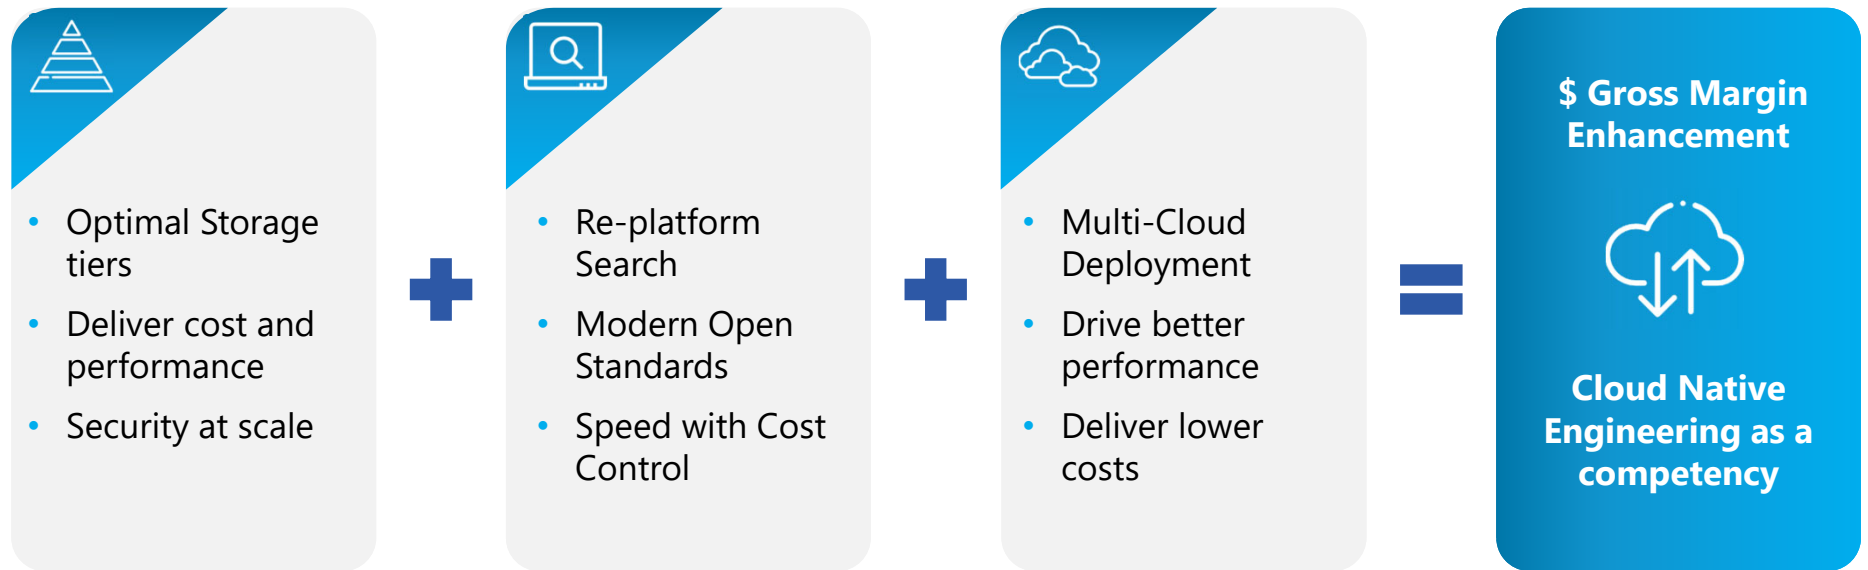 • Optimal Storage
tiers
• Deliver cost and
performance
• Security at scale
• Re-platform
Search
• Modern Open
Standards
• Speed with Cost
Control
• Multi-Cloud
Deployment
• Drive better
performance
• Deliver lower
costs
$ Gross Margin
Enhancement
Cloud Native
Engineering as a
competency